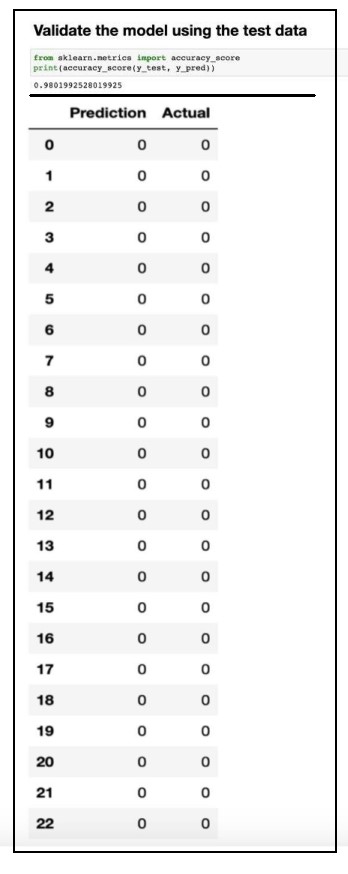 Validate the model using the test data
from sklearn.metrics import accuracy_score
print(accuracy_score(y_test, y_pred))
0.9801992528019925
Prediction Actual
0 0 0
1 0 0
2 0 0
3 0 0
4 0 0
5 0 0
6 0 0
7 0 0
8 0 0
9 0 0
10 0 0
11 0 0
12 0 0
13 0 0
14 0 0
15 0 0
16 0 0
17 0 0
18 0 0
19 0 0
20 0 0
21 0 0
22 0 0